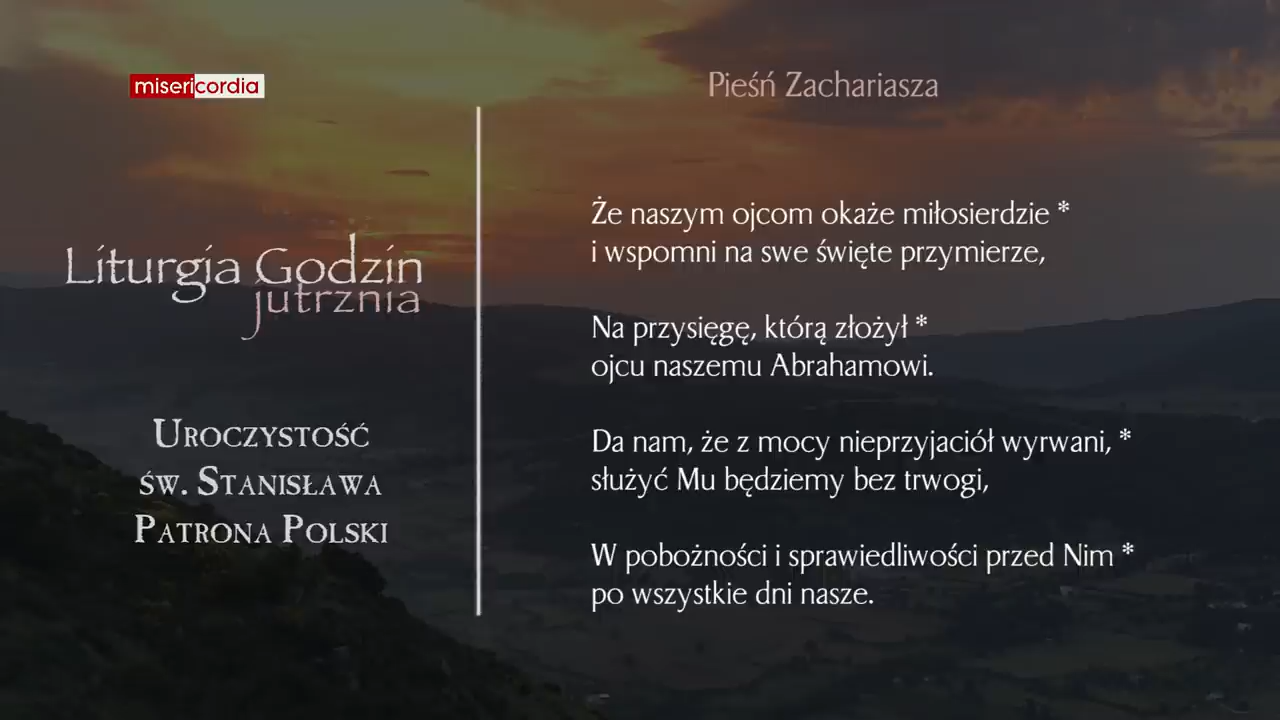 misericordia
Liturgia Godzin
jutrznia
Uroczystość
św. Stanisława
Patrona Polski
Pieśń Zachariasza
Że naszym ojcom okaże miłosierdzie *
i wspomni na swe święte przymierze,
Na przysięgę, którą złożył *
ojcu naszemu Abrahamowi.
Da nam, że z mocy nieprzyjaciół wyrwani, *
służyć Mu będziemy bez trwogi,
W pobożności i sprawiedliwości przed Nim *
po wszystkie dni nasze.